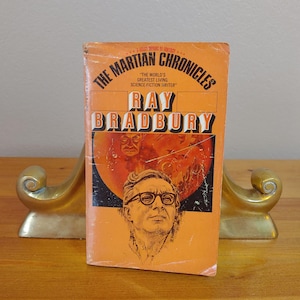 THE MARTIAN CHRONICLES
"THE WORLD'S
GREATEST LIVING
SCIENCE FICTION WRITER"
RAY
BRADBURY